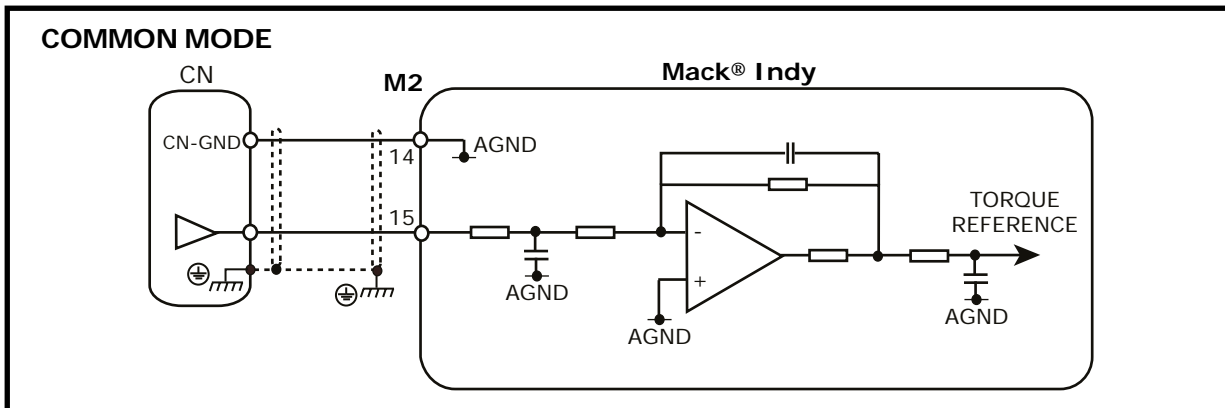 COMMON MODE
CN
M2
Mack® Indy
CN-GND
14
AGND
15
TORQUE
REFERENCE
-
+
AGND
AGND
AGND